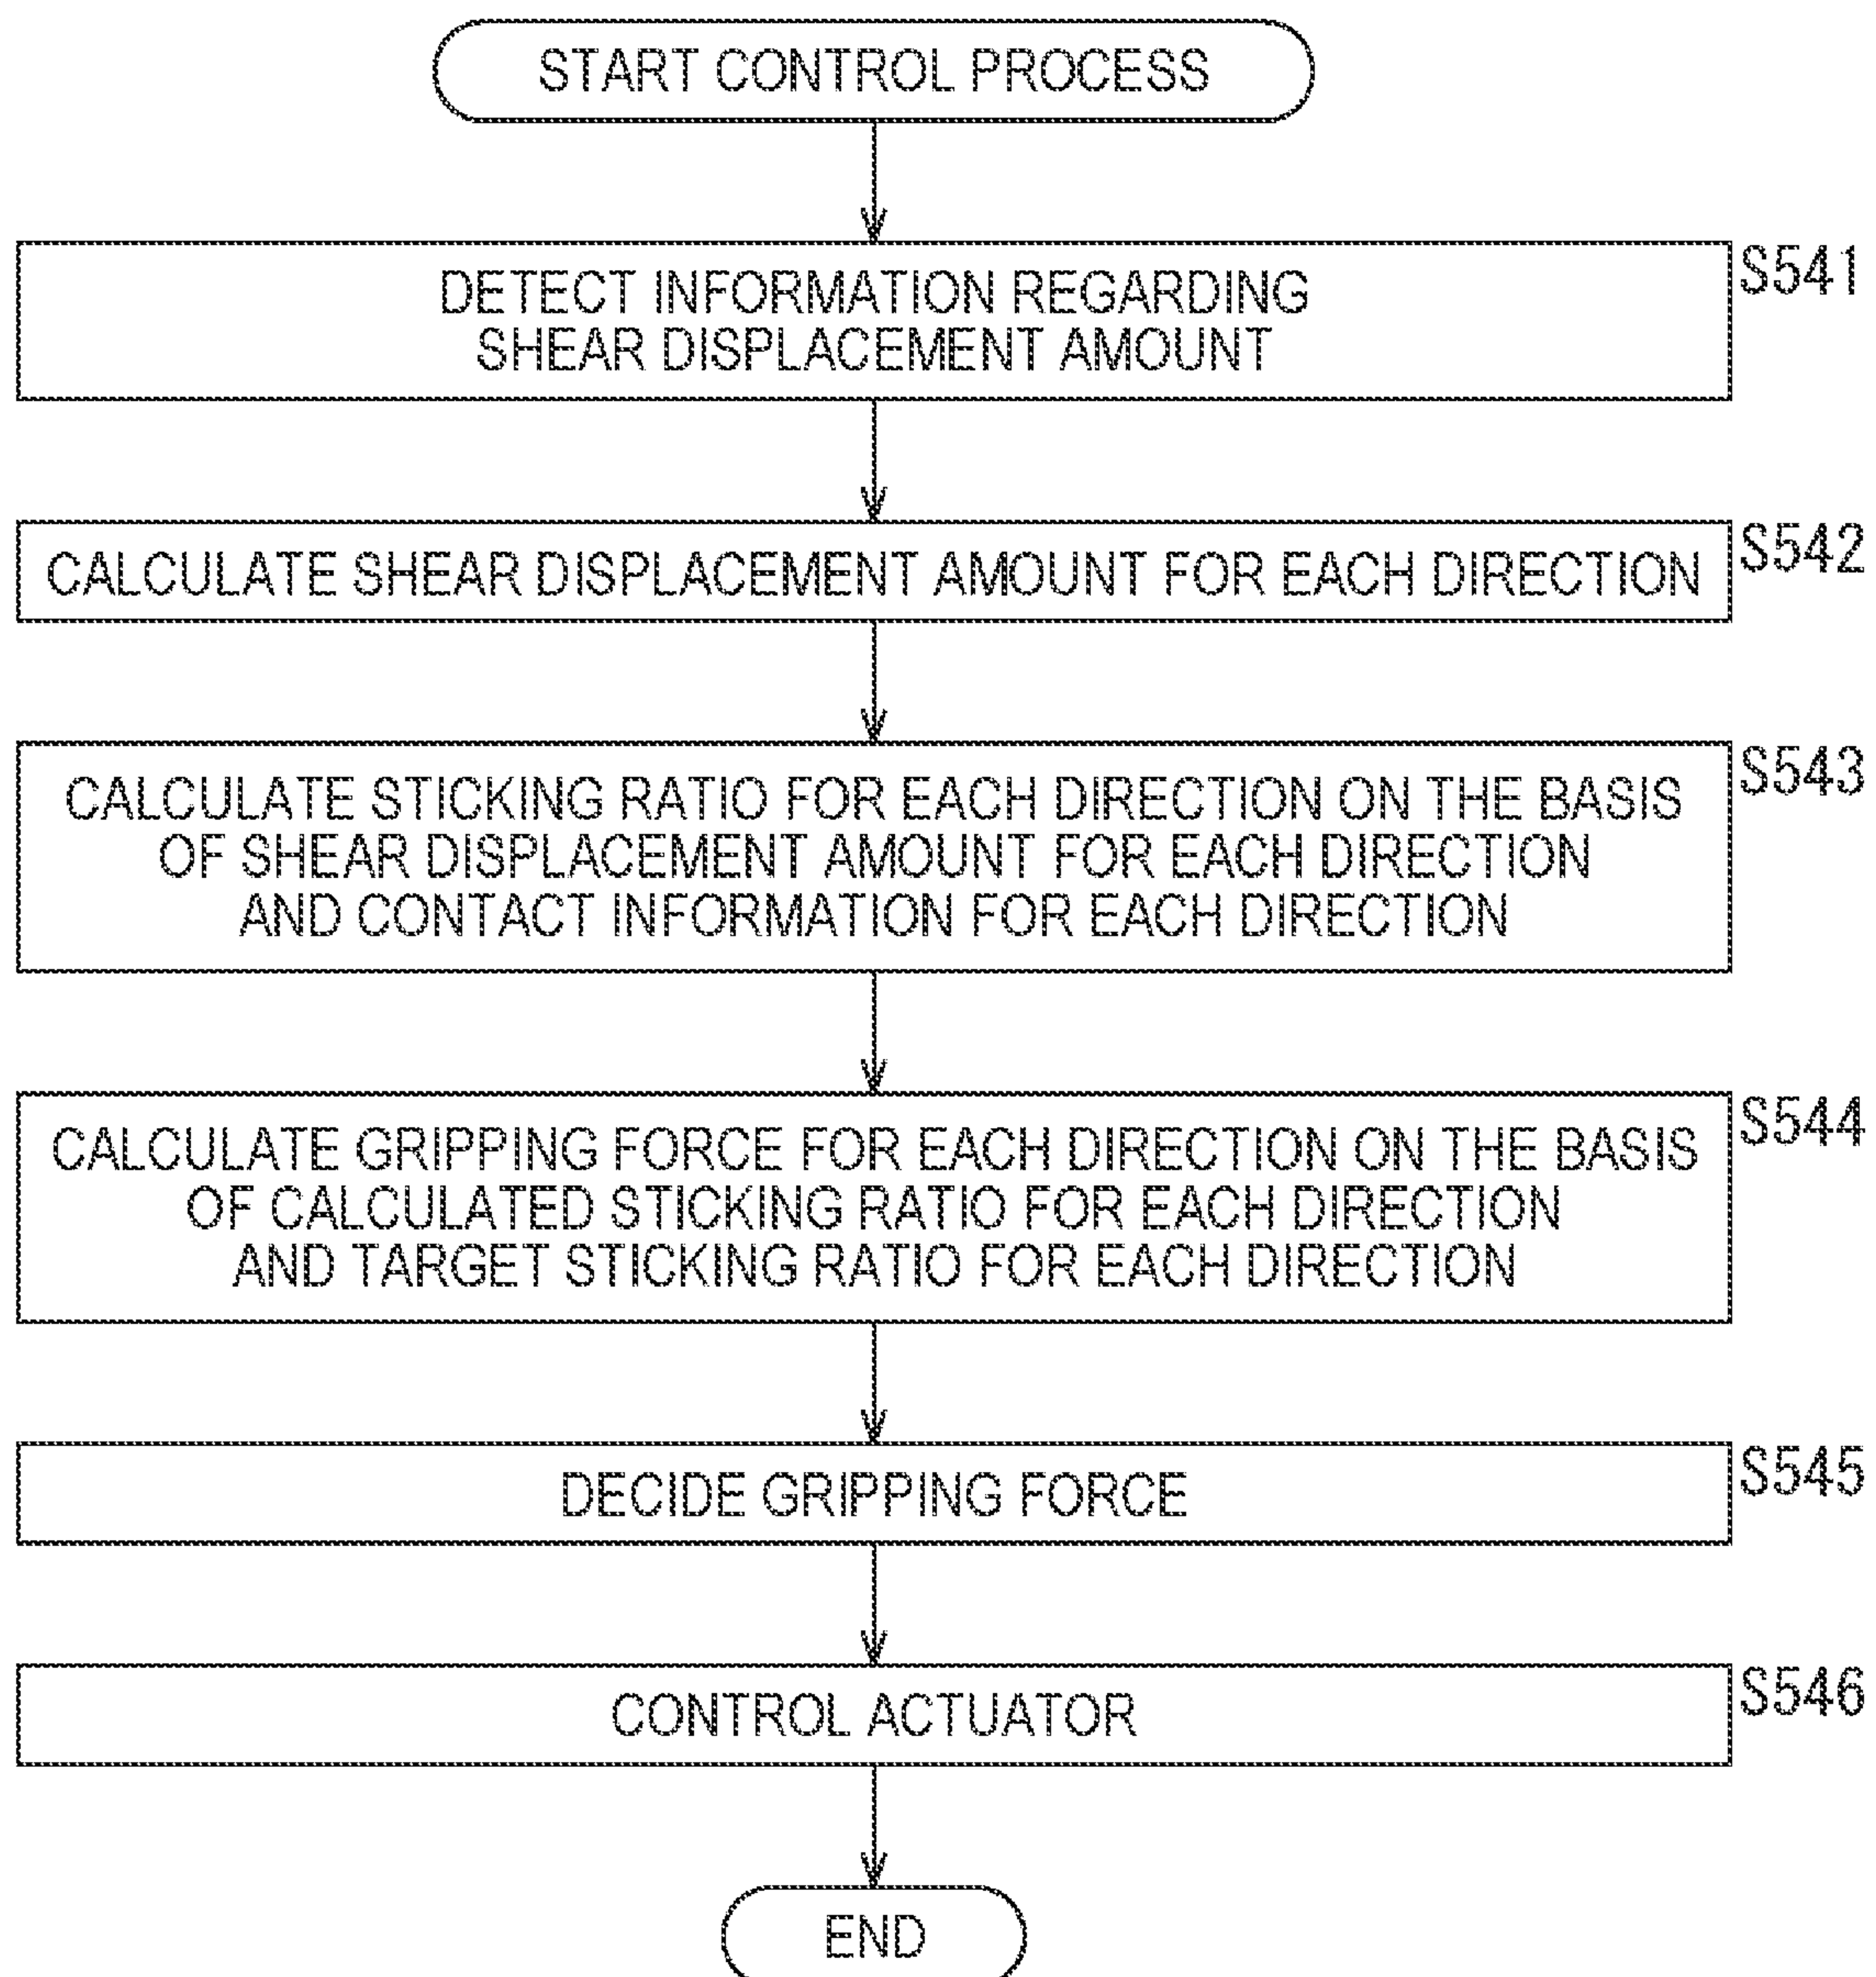 START CONTROL PROCESS
S541
DETECT INFORMATION REGARDING
SHEAR DISPLACEMENT AMOUNT
S542
CALCULATE SHEAR DISPLACEMENT AMOUNT FOR EACH DIRECTION
S543
CALCULATE STICKING RATIO FOR EACH DIRECTION ON THE BASIS
OF SHEAR DISPLACEMENT AMOUNT FOR EACH DIRECTION
AND CONTACT INFORMATION FOR EACH DIRECTION
S544
CALCULATE GRIPPING FORCE FOR EACH DIRECTION ON THE BASIS
OF CALCULATED STICKING RATIO FOR EACH DIRECTION
AND TARGET STICKING RATIO FOR EACH DIRECTION
S545
DECIDE GRIPPING FORCE
S546
CONTROL ACTUATOR
END